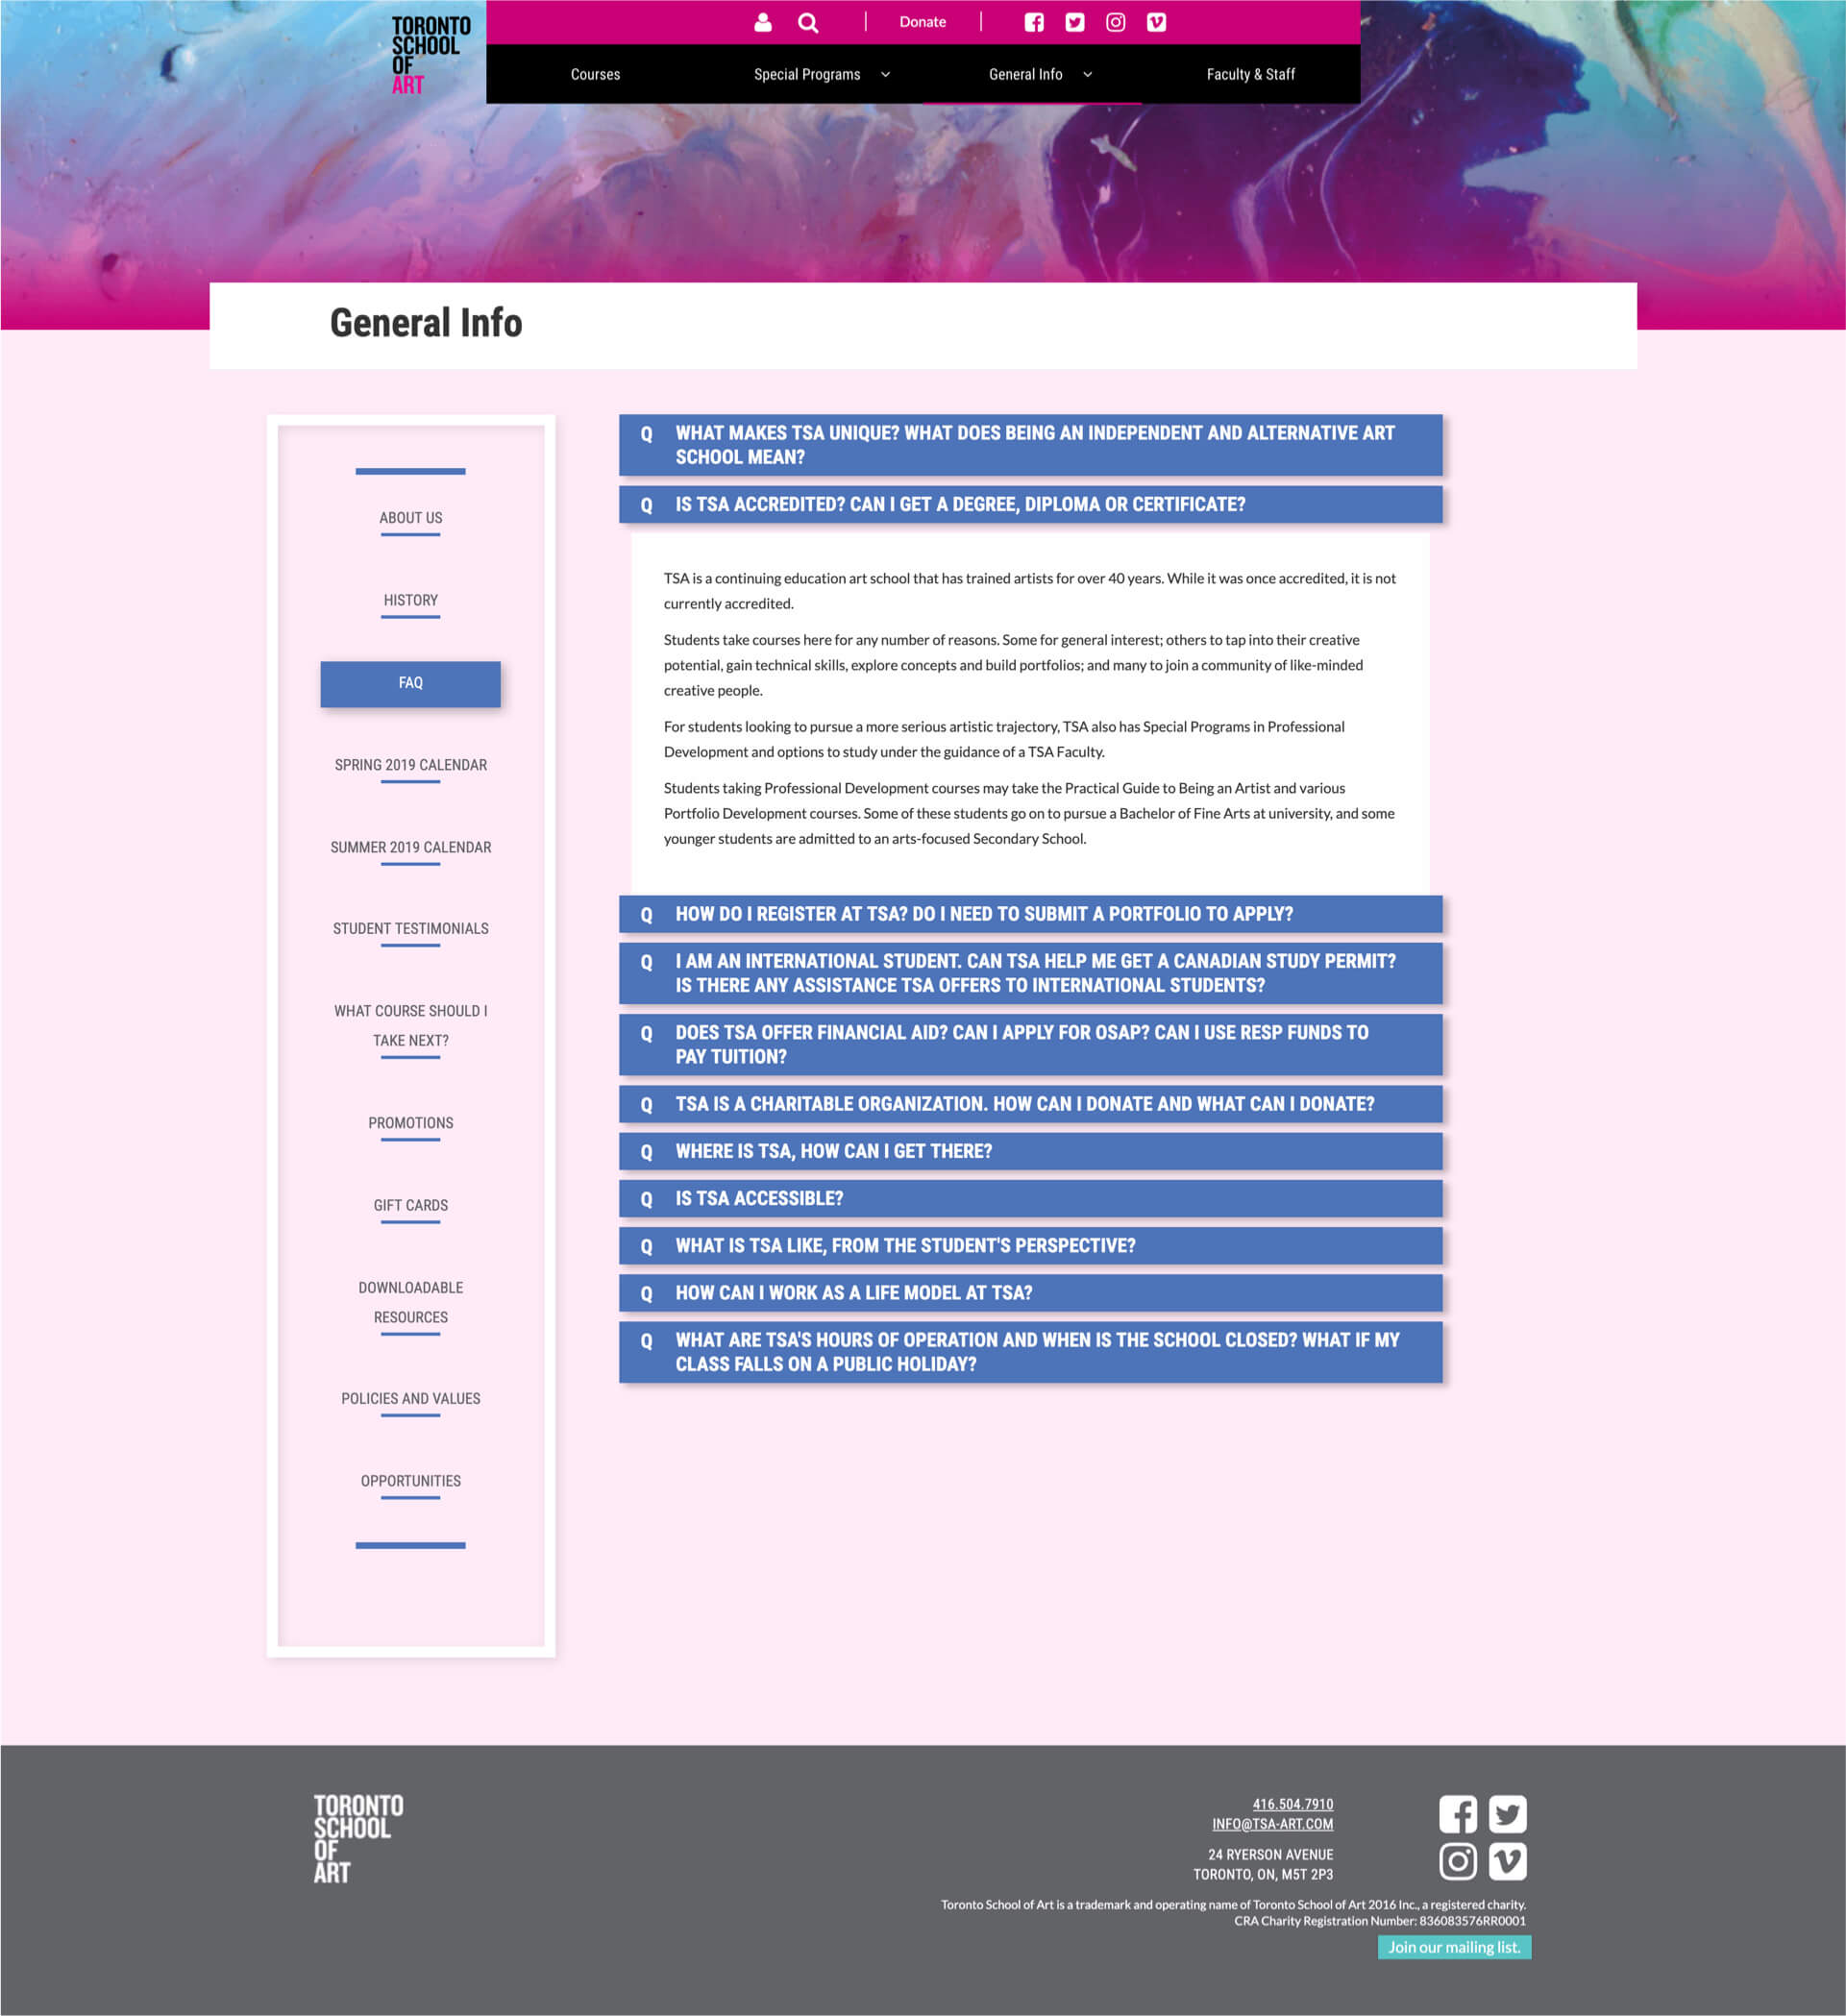 TORONTO
SCHOOL
OF
ART
Donate
Courses
Special Programs
General Info
Faculty & Staff
General Info
ABOUT US
HISTORY
FAQ
SPRING 2019 CALENDAR
SUMMER 2019 CALENDAR
STUDENT TESTIMONIALS
WHAT COURSE SHOULD I
TAKE NEXT?
PROMOTIONS
GIFT CARDS
DOWNLOADABLE
RESOURCES
POLICIES AND VALUES
OPPORTUNITIES
Q WHAT MAKES TSA UNIQUE? WHAT DOES BEING AN INDEPENDENT AND ALTERNATIVE ART
SCHOOL MEAN?
Q IS TSA ACCREDITED? CAN I GET A DEGREE, DIPLOMA OR CERTIFICATE?
TSA is a continuing education art school that has trained artists for over 40 years. While it was once accredited, it is not
currently accredited.
Students take courses here for any number of reasons. Some for general interest; others to tap into their creative
potential, gain technical skills, explore concepts and build portfolios; and many to join a community of like-minded
creative people.
For students looking to pursue a more serious artistic trajectory, TSA also has Special Programs in Professional
Development and options to study under the guidance of a TSA Faculty.
Students taking Professional Development courses may take the Practical Guide to Being an Artist and various
Portfolio Development courses. Some of these students go on to pursue a Bachelor of Fine Arts at university, and some
younger students are admitted to an arts-focused Secondary School.
Q HOW DO I REGISTER AT TSA? DO I NEED TO SUBMIT A PORTFOLIO TO APPLY?
Q I AM AN INTERNATIONAL STUDENT. CAN TSA HELP ME GET A CANADIAN STUDY PERMIT?
IS THERE ANY ASSISTANCE TSA OFFERS TO INTERNATIONAL STUDENTS?
Q DOES TSA OFFER FINANCIAL AID? CAN I APPLY FOR OSAP? CAN I USE RESP FUNDS TO
PAY TUITION?
Q TSA IS A CHARITABLE ORGANIZATION. HOW CAN I DONATE AND WHAT CAN I DONATE?
Q WHERE IS TSA, HOW CAN I GET THERE?
Q IS TSA ACCESSIBLE?
Q WHAT IS TSA LIKE, FROM THE STUDENT'S PERSPECTIVE?
Q HOW CAN I WORK AS A LIFE MODEL AT TSA?
Q WHAT ARE TSA'S HOURS OF OPERATION AND WHEN IS THE SCHOOL CLOSED? WHAT IF MY
CLASS FALLS ON A PUBLIC HOLIDAY?
TORONTO
SCHOOL
OF
ART
416.504.7910
INFO@TSA-ART.COM
24 RYERSON AVENUE
TORONTO, ON, M5T 2P3
Toronto School of Art is a trademark and operating name of Toronto School of Art 2016 Inc., a registered charity.
CRA Charity Registration Number: 836083576RR0001
Join our mailing list.